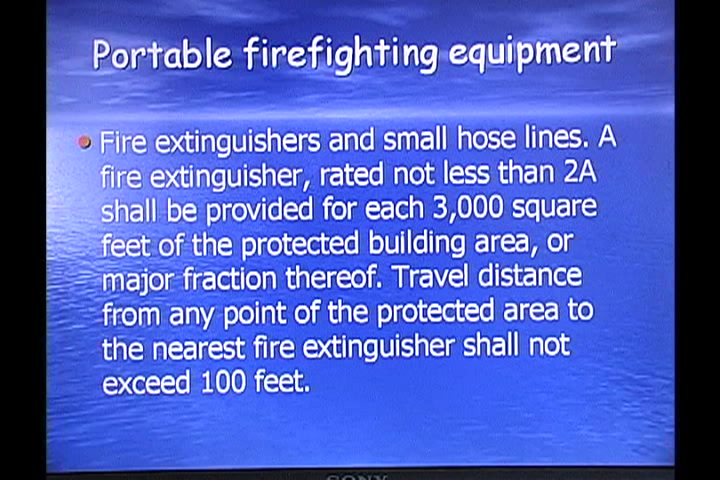 Portable firefighting equipment
Fire extinguishers and small hose lines. A
fire extinguisher, rated not less than 2A
shall be provided for each 3,000 square
feet of the protected building area, or
major fraction thereof. Travel distance
from any point of the protected area to
the nearest fire extinguisher shall not
exceed 100 feet.
SONY